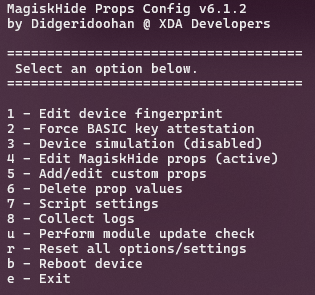 MagiskHide Props Config v6.1.2
by Didgeridoohan @ XDA Developers
=====================================
Select an option below.
=====================================
1 - Edit device fingerprint
2 - Force BASIC key attestation
3 - Device simulation (disabled)
4 - Edit MagiskHide props (active)
5 - Add/edit custom props
6 - Delete prop values
7 - Script settings
8 - Collect logs
u - Perform module update check
r - Reset all options/settings
b - Reboot device
e - Exit